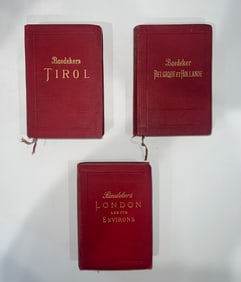 Baedekers
TIROL
Baedeker
BELGIQUE ET HOLLANDE
Baedeker's
LONDON
AND ITS
ENVIRONS